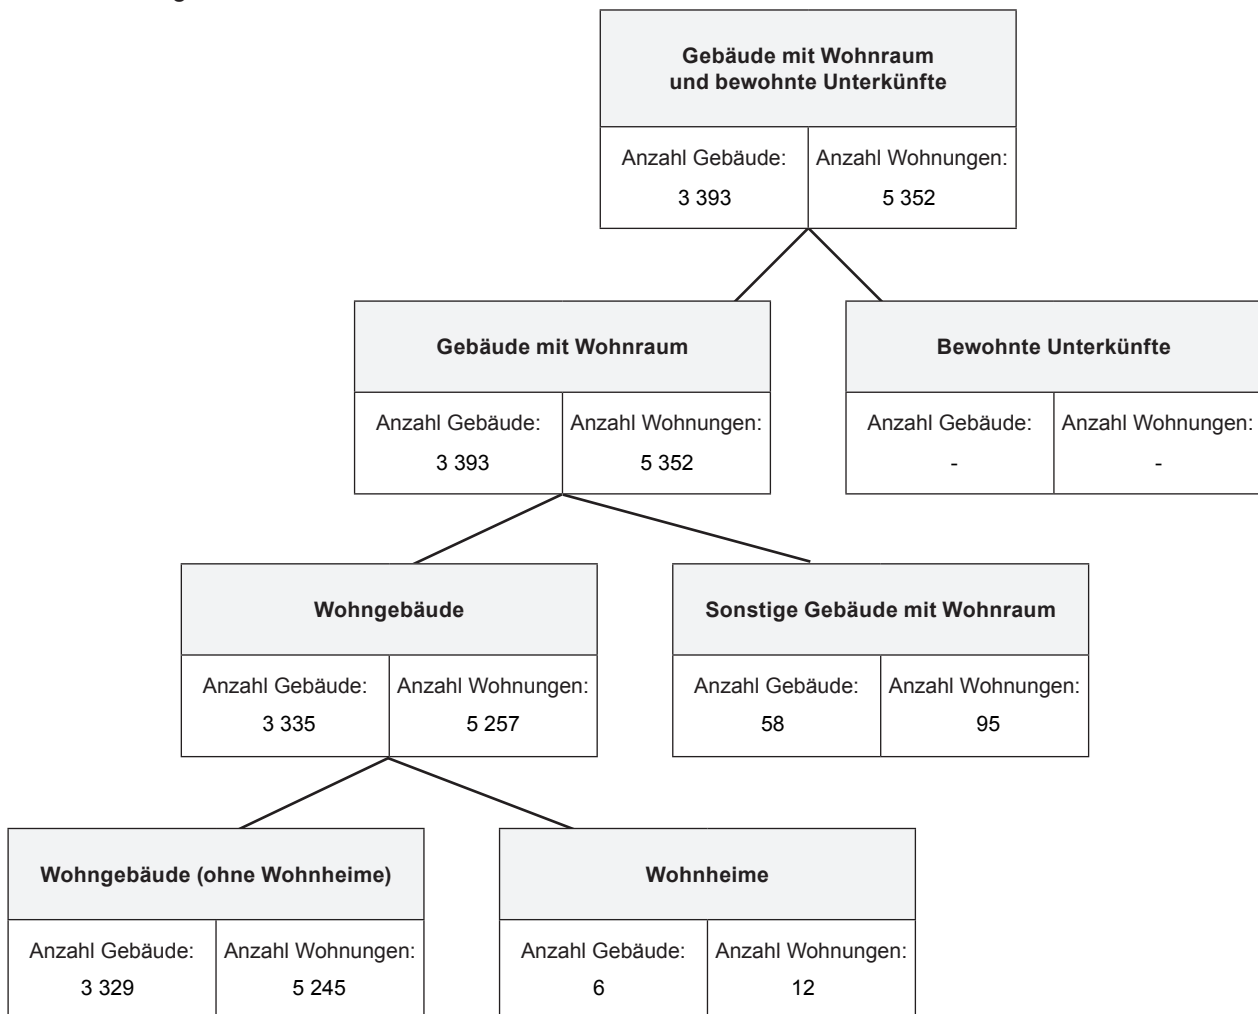 Gebäude mit Wohnraum
und bewohnte Unterkünfte
Anzahl Gebäude: Anzahl Wohnungen:
3 393 5 352
Gebäude mit Wohnraum Bewohnte Unterkünfte
Anzahl Gebäude: Anzahl Wohnungen: Anzahl Gebäude: Anzahl Wohnungen:
3 393 5 352 - -
Wohngebäude Sonstige Gebäude mit Wohnraum
Anzahl Gebäude: Anzahl Wohnungen: Anzahl Gebäude: Anzahl Wohnungen:
3 335 5 257 58 95
Wohngebäude (ohne Wohnheime) Wohnheime
Anzahl Gebäude: Anzahl Wohnungen: Anzahl Gebäude: Anzahl Wohnungen:
3 329 5 245 6 12